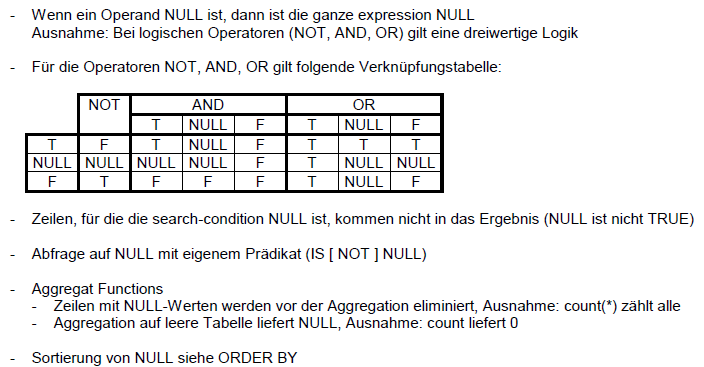 - Wenn ein Operand NULL ist, dann ist die ganze expression NULL
Ausnahme: Bei logischen Operatoren (NOT, AND, OR) gilt eine dreiwertige Logik
- Für die Operatoren NOT, AND, OR gilt folgende Verknüpfungstabelle:
NOT AND OR
T NULL F T NULL F
T F T NULL F T T T
NULL NULL NULL NULL F T NULL NULL
F T F F F T NULL F
- Zeilen, für die die search-condition NULL ist, kommen nicht in das Ergebnis (NULL ist nicht TRUE)
- Abfrage auf NULL mit eigenem Prädikat (IS [ NOT ] NULL)
- Aggregat Functions
- Zeilen mit NULL-Werten werden vor der Aggregation eliminiert, Ausnahme: count(*) zählt alle
- Aggregation auf leere Tabelle liefert NULL, Ausnahme: count liefert 0
- Sortierung von NULL siehe ORDER BY